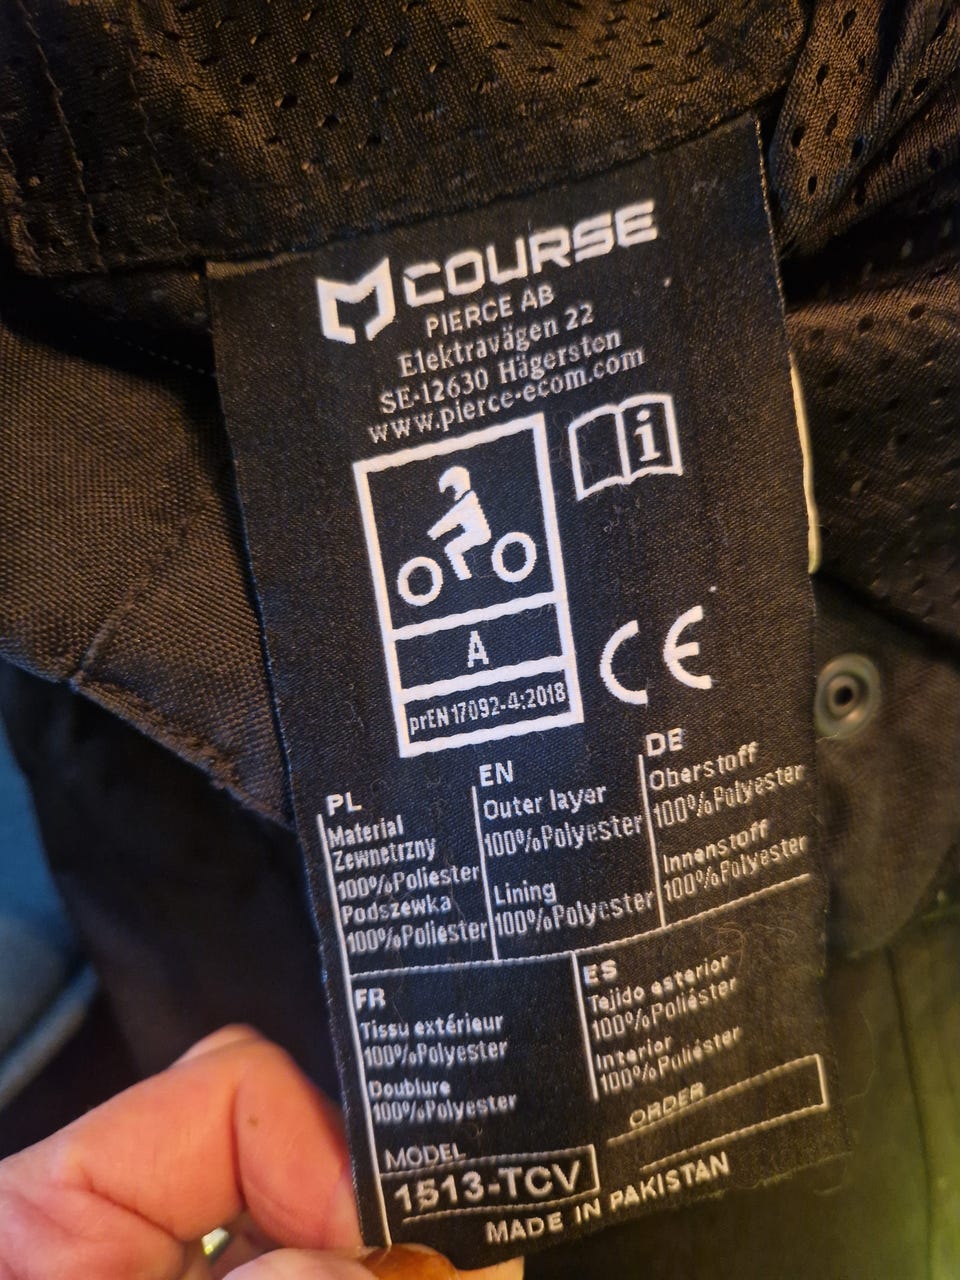 COURSE
PIERCE AB
Elektravägen 22
SE-12630 Hägersten
www.pierce-ecom.com
i
A
prEN 17092-4:2018
CE
PL
Material
Zewnetrzny
100%Poliester
Podszewka
100%Poliester
EN
Outer layer
100%Polyester
Lining
100%Polyester
DE
Oberstoff
100%Polyester
Innenstoff
100%Polyester
FR
Tissu extérieur
100%Polyester
Doublure
100%Polyester
ES
Tejido exterior
100%Poliéster
Interior
100%Poliéster
ORDER
MODEL
1513-TCV
MADE IN PAKISTAN